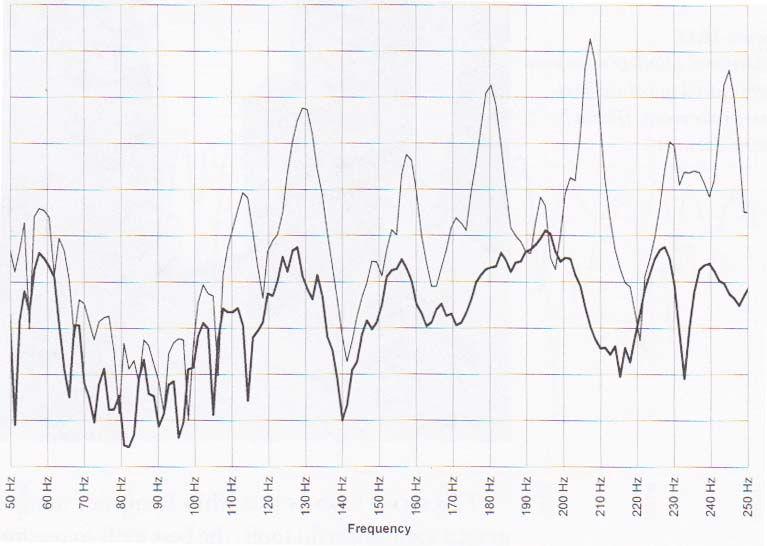 50 Hz
60 Hz
70 Hz
80 Hz
90 Hz
100 Hz
110 Hz
120 Hz
130 Hz
140 Hz
150 Hz
160 Hz
170 Hz
180 Hz
190 Hz
200 Hz
210 Hz
220 Hz
230 Hz
240 Hz
250 Hz
Frequency